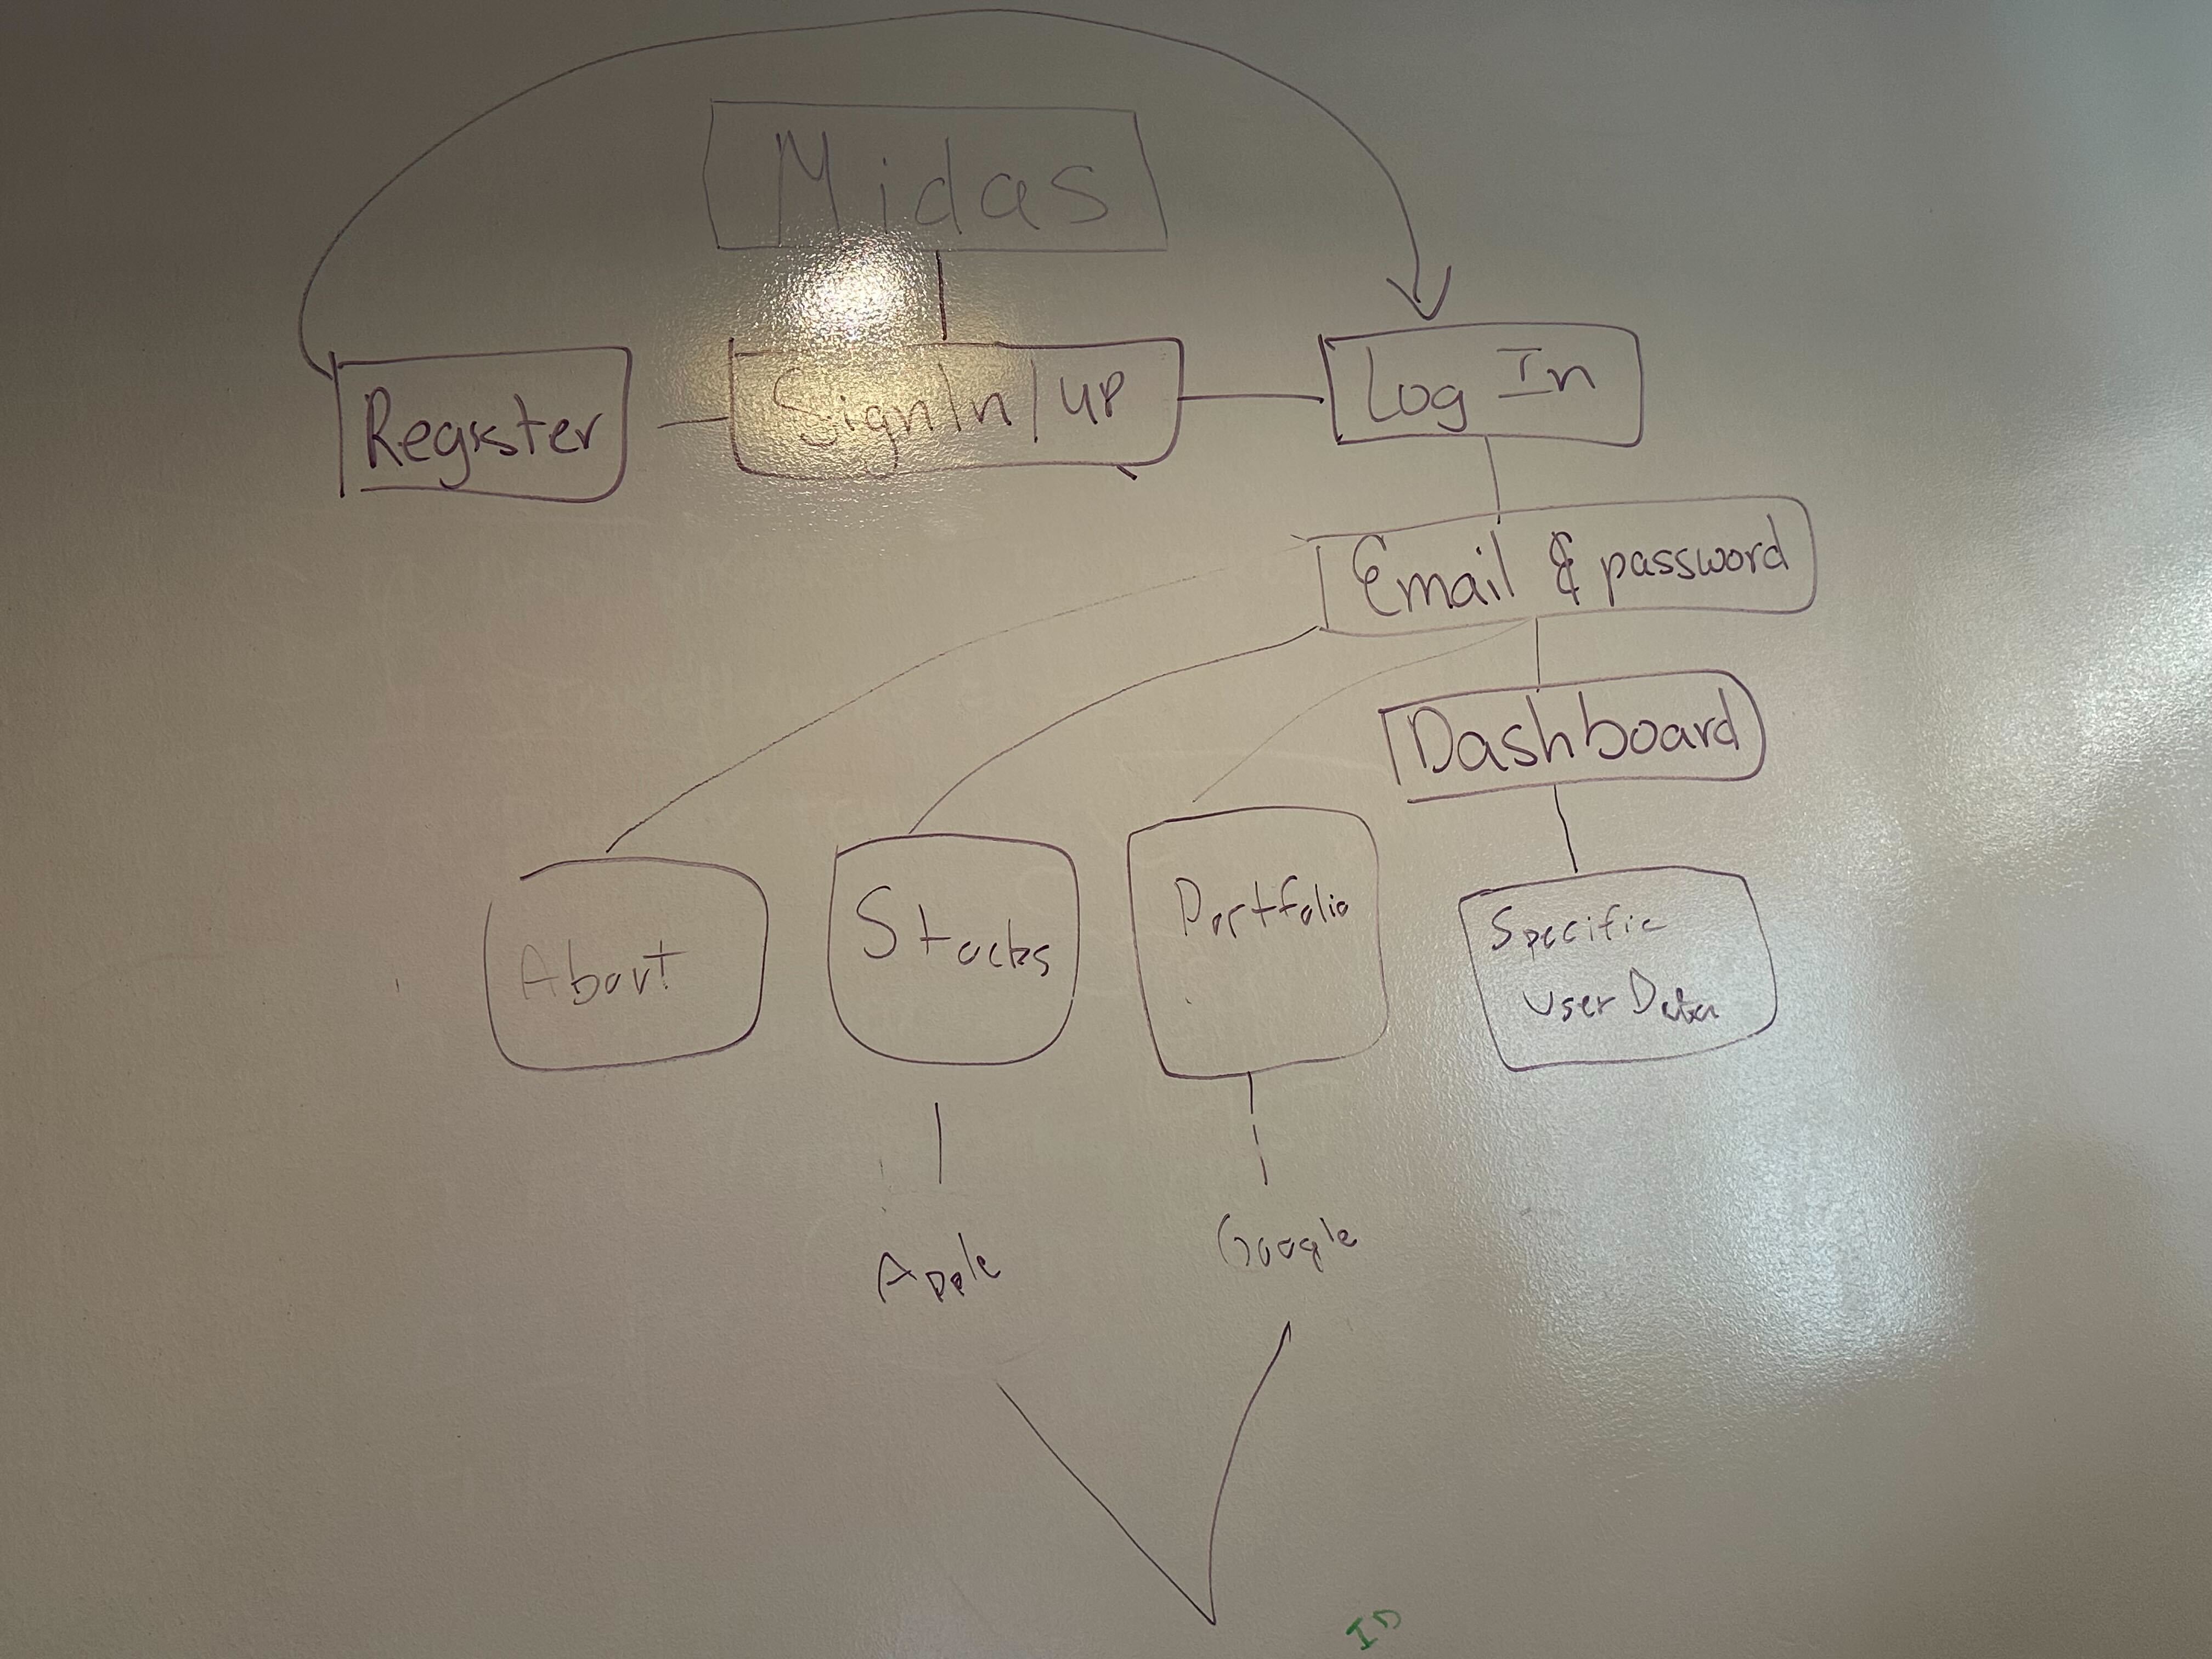 Midas
Register
SignIn/up
Log In
Email & password
Dashboard
About
Stocks
Portfolio
Specific
User Data
Apple
Google
ID